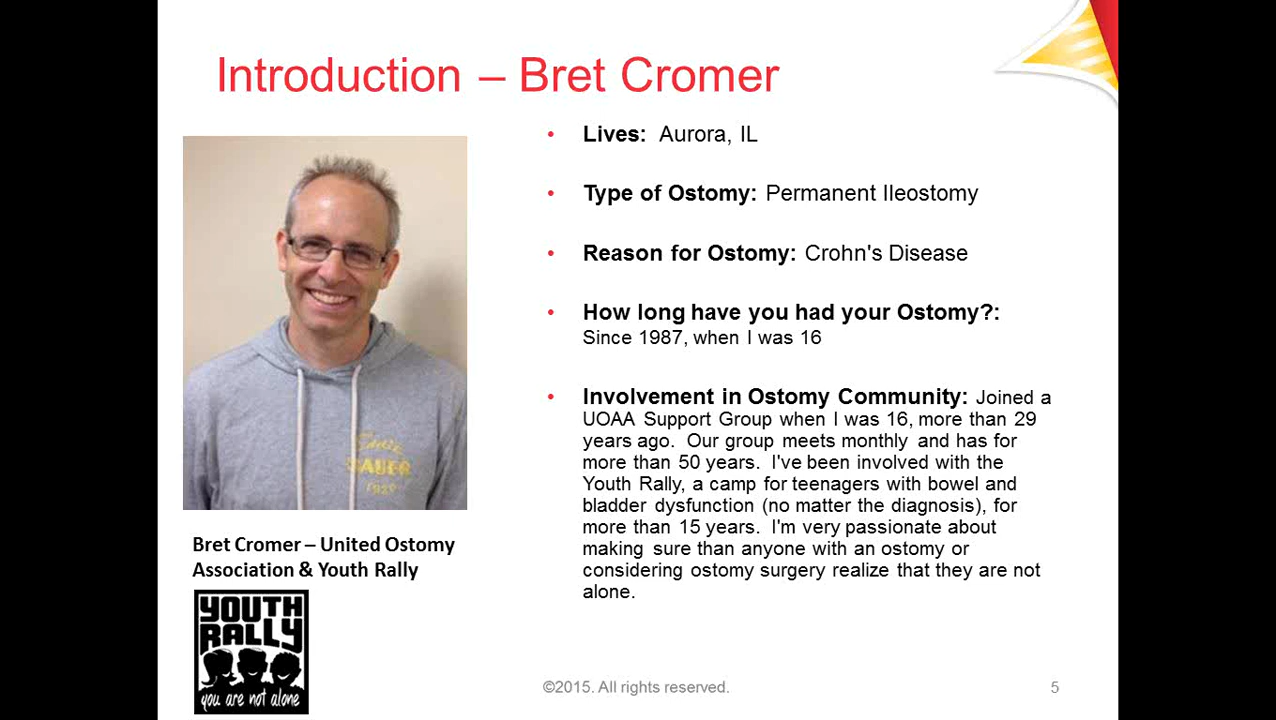 Introduction – Bret Cromer
• Lives: Aurora, IL
• Type of Ostomy: Permanent Ileostomy
• Reason for Ostomy: Crohn's Disease
• How long have you had your Ostomy?:
Since 1987, when I was 16
• Involvement in Ostomy Community: Joined a
UOAA Support Group when I was 16, more than 29
years ago. Our group meets monthly and has for
more than 50 years. I've been involved with the
Youth Rally, a camp for teenagers with bowel and
bladder dysfunction (no matter the diagnosis), for
more than 15 years. I'm very passionate about
making sure than anyone with an ostomy or
considering ostomy surgery realize that they are not
alone.
Eddie
BAUER
1920
Bret Cromer – United Ostomy
Association & Youth Rally
YOUTH
RALLY
you are not alone
©2015. All rights reserved.
5